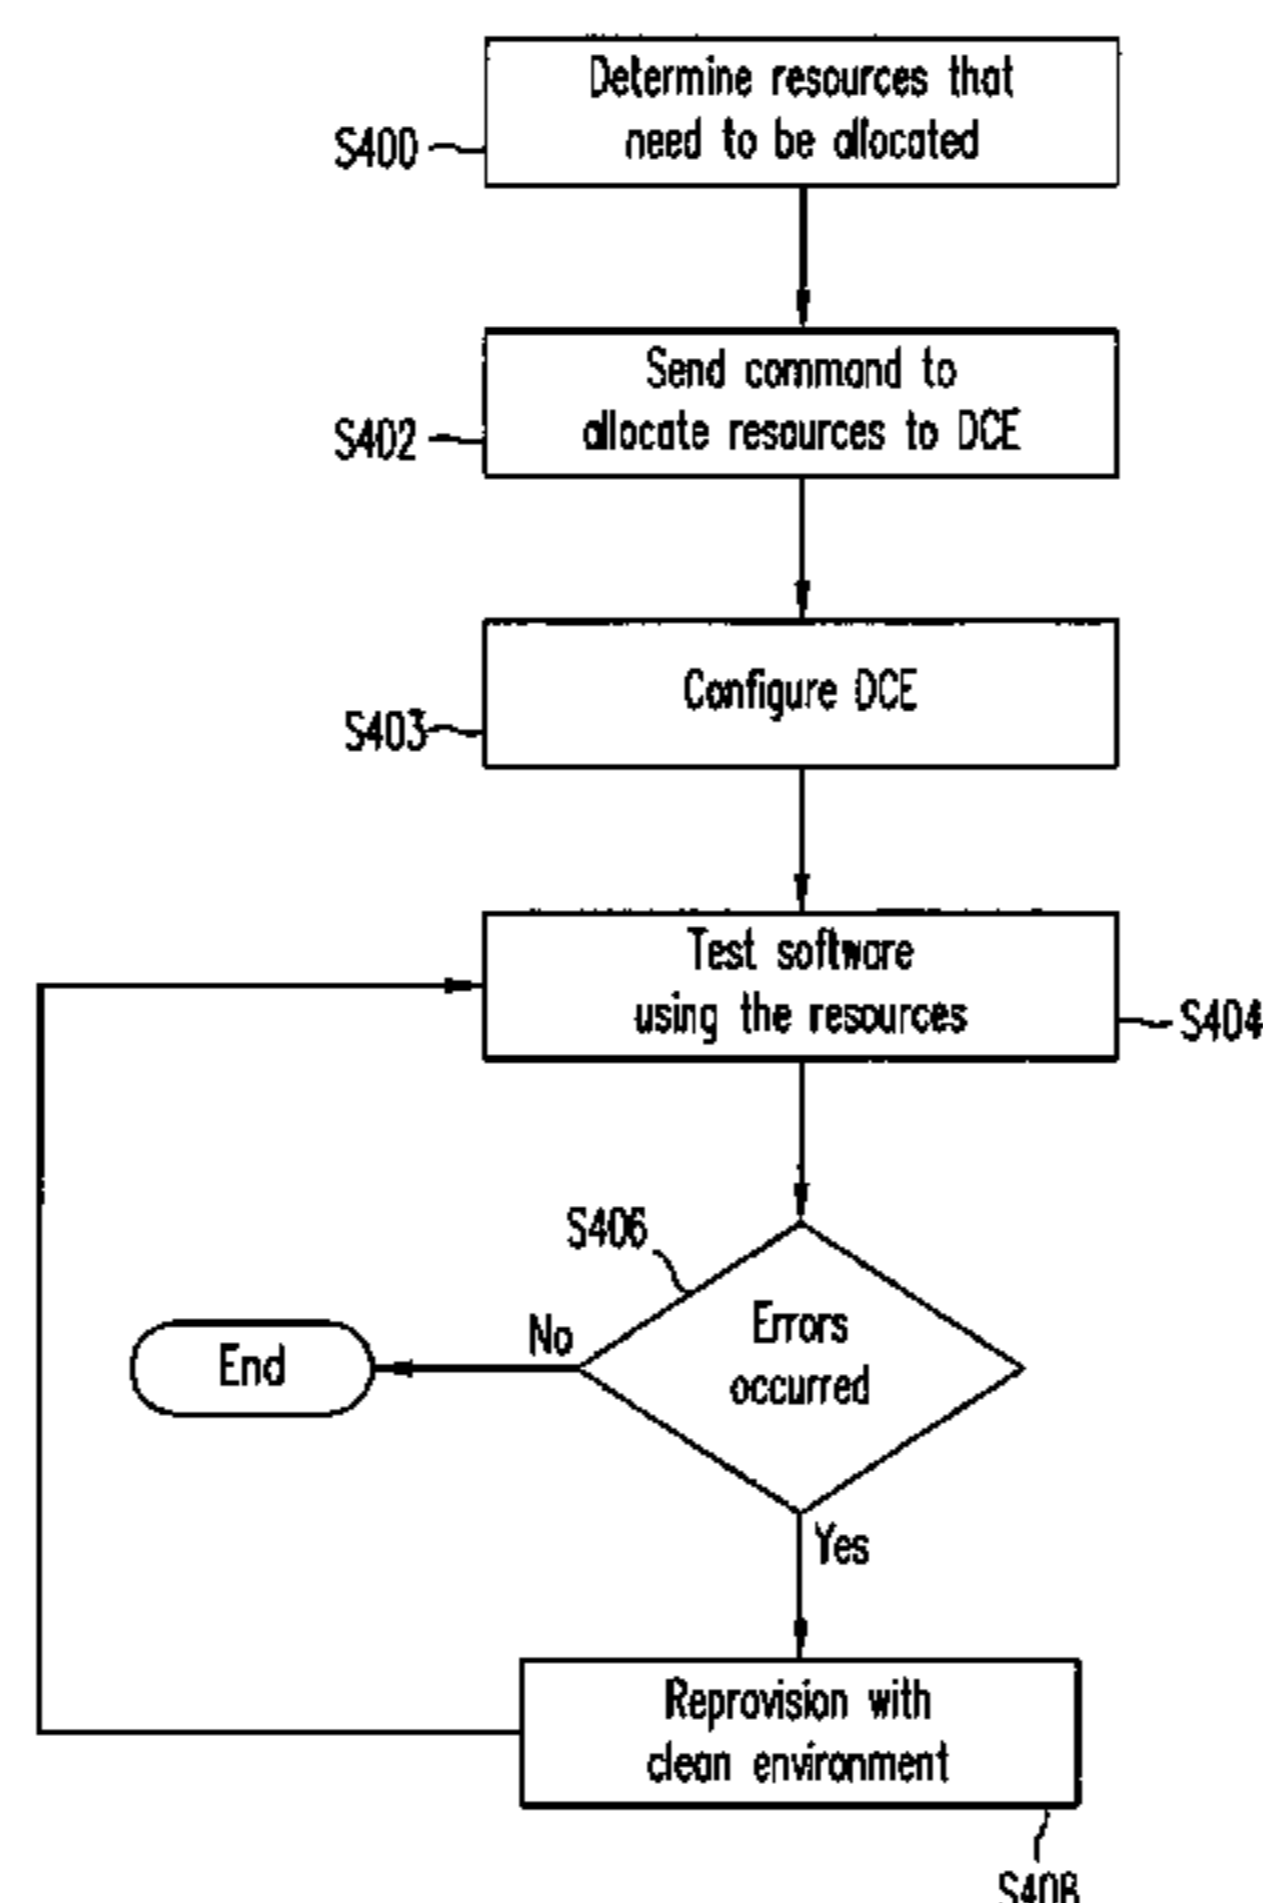 Determine resources that
need to be allocated
S400
Send command to
allocate resources to DCE
S402
Configure DCE
S403
Test software
using the resources
S404
S406
Errors
occurred
No
End
Yes
Reprovision with
clean environment
S408